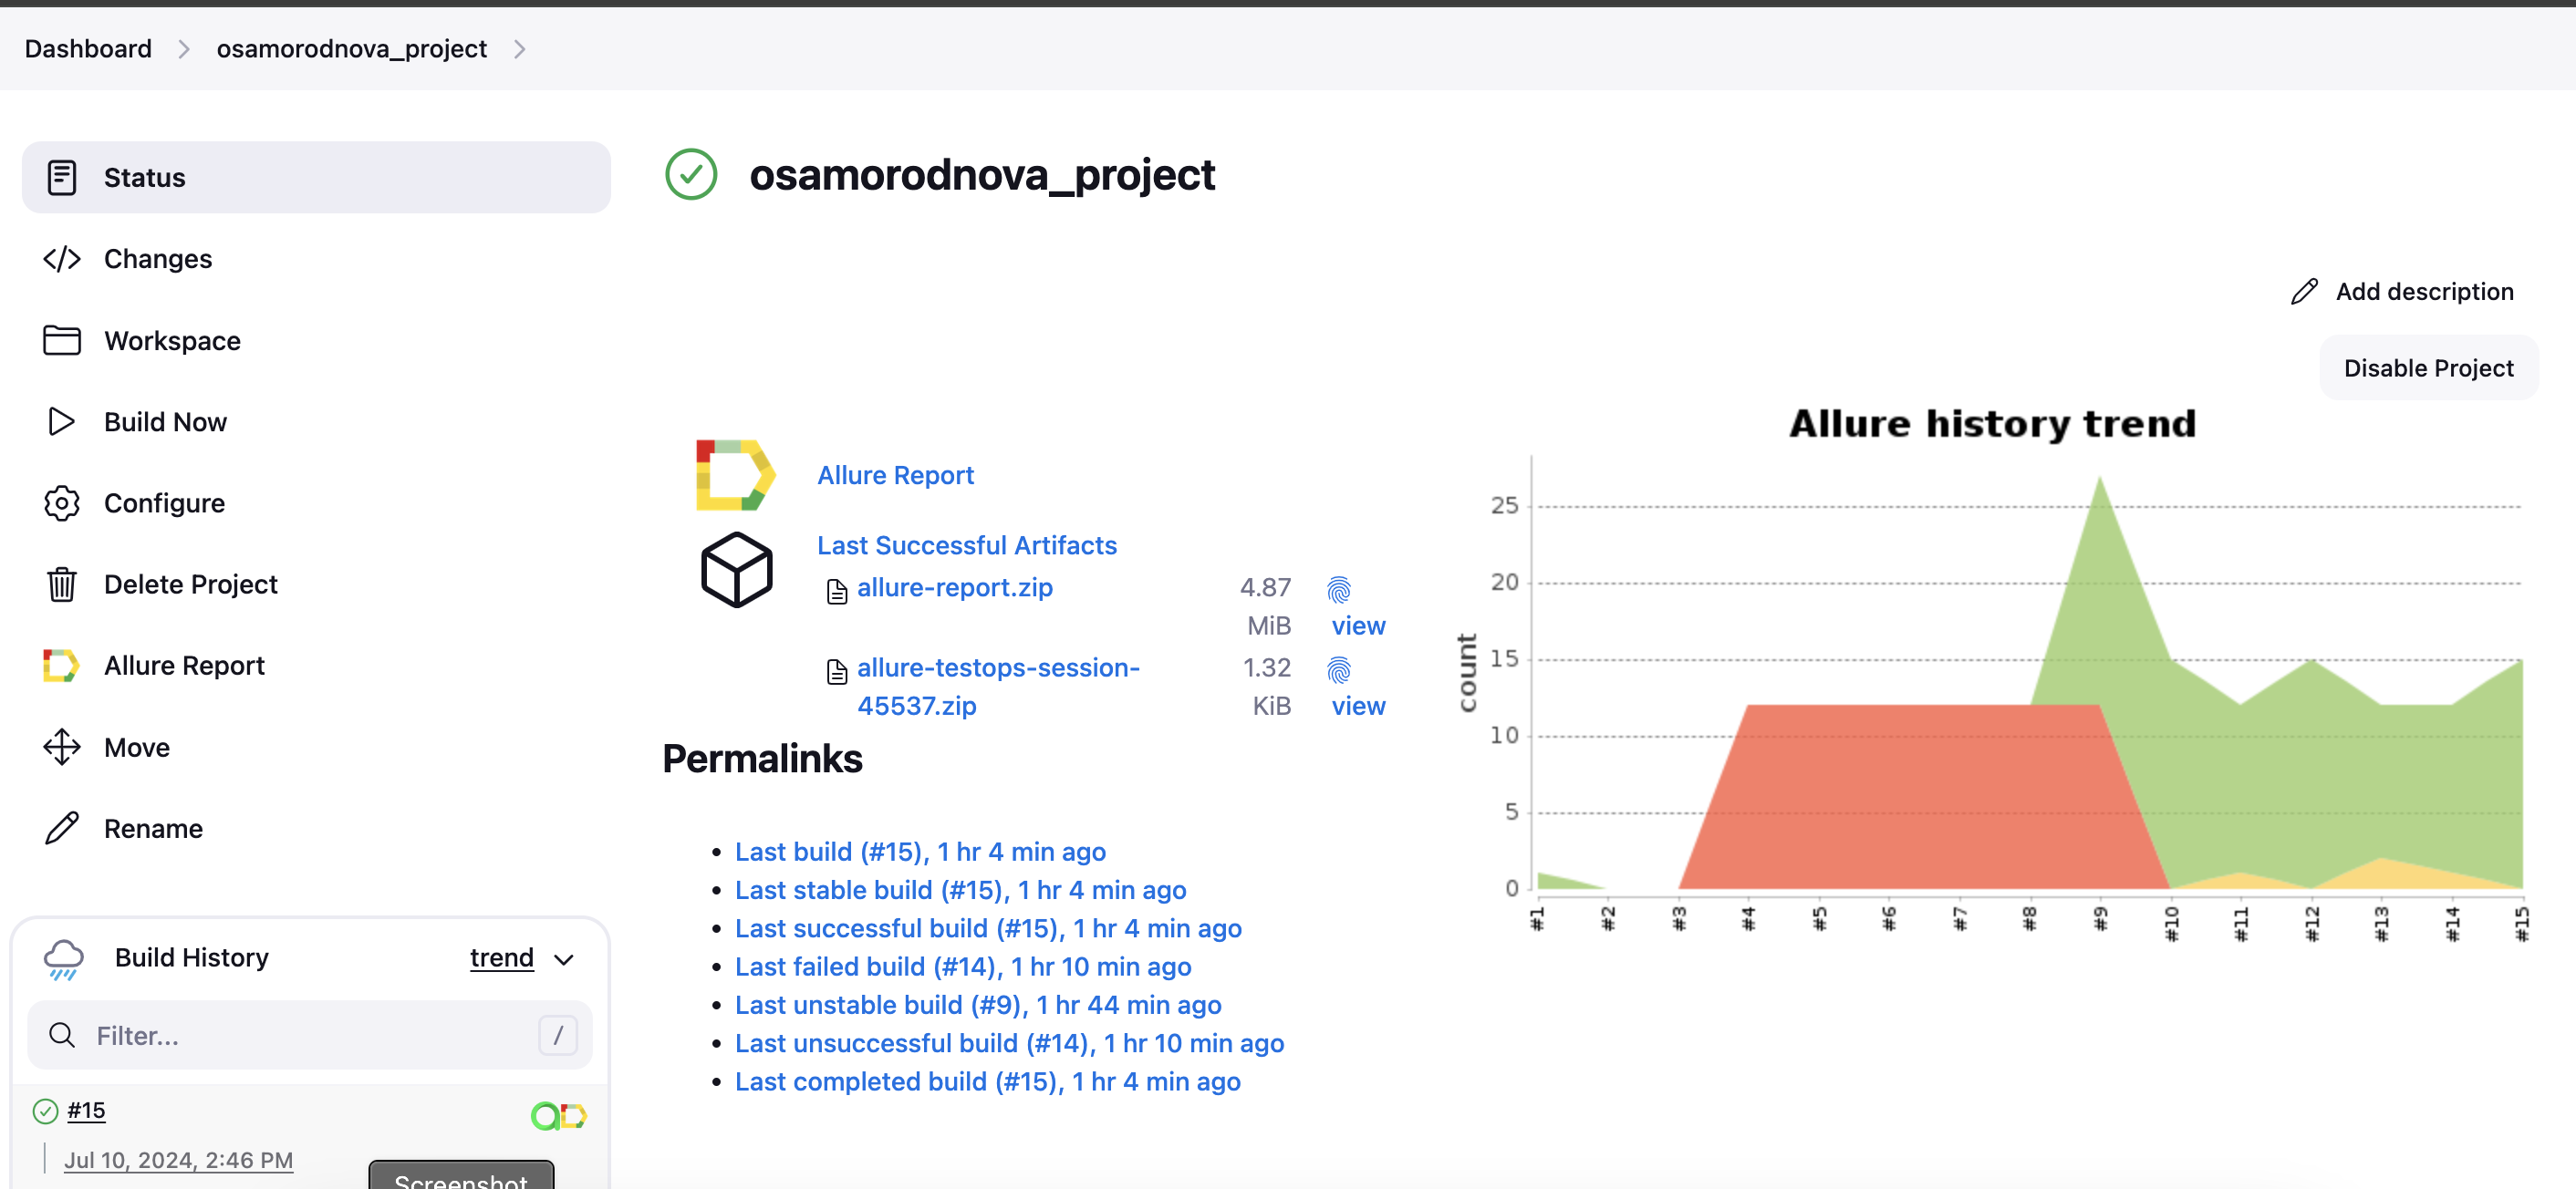 Dashboard
osamorodnova_project
Status
Changes
Workspace
Build Now
Configure
Delete Project
Allure Report
Move
Rename
Build History
trend
Filter...
/
#15
Jul 10, 2024, 2:46 PM
Screenshot
osamorodnova_project
Add description
Disable Project
Allure Report
Last Successful Artifacts
allure-report.zip
4.87
MiB
view
allure-testops-session-
45537.zip
1.32
KiB
view
Permalinks
Last build (#15), 1 hr 4 min ago
Last stable build (#15), 1 hr 4 min ago
Last successful build (#15), 1 hr 4 min ago
Last failed build (#14), 1 hr 10 min ago
Last unstable build (#9), 1 hr 44 min ago
Last unsuccessful build (#14), 1 hr 10 min ago
Last completed build (#15), 1 hr 4 min ago
Allure history trend
count
25
20
15
10
5
0
#1
#2
#3
#4
#5
#6
#7
#8
#9
#10
#11
#12
#13
#14
#15